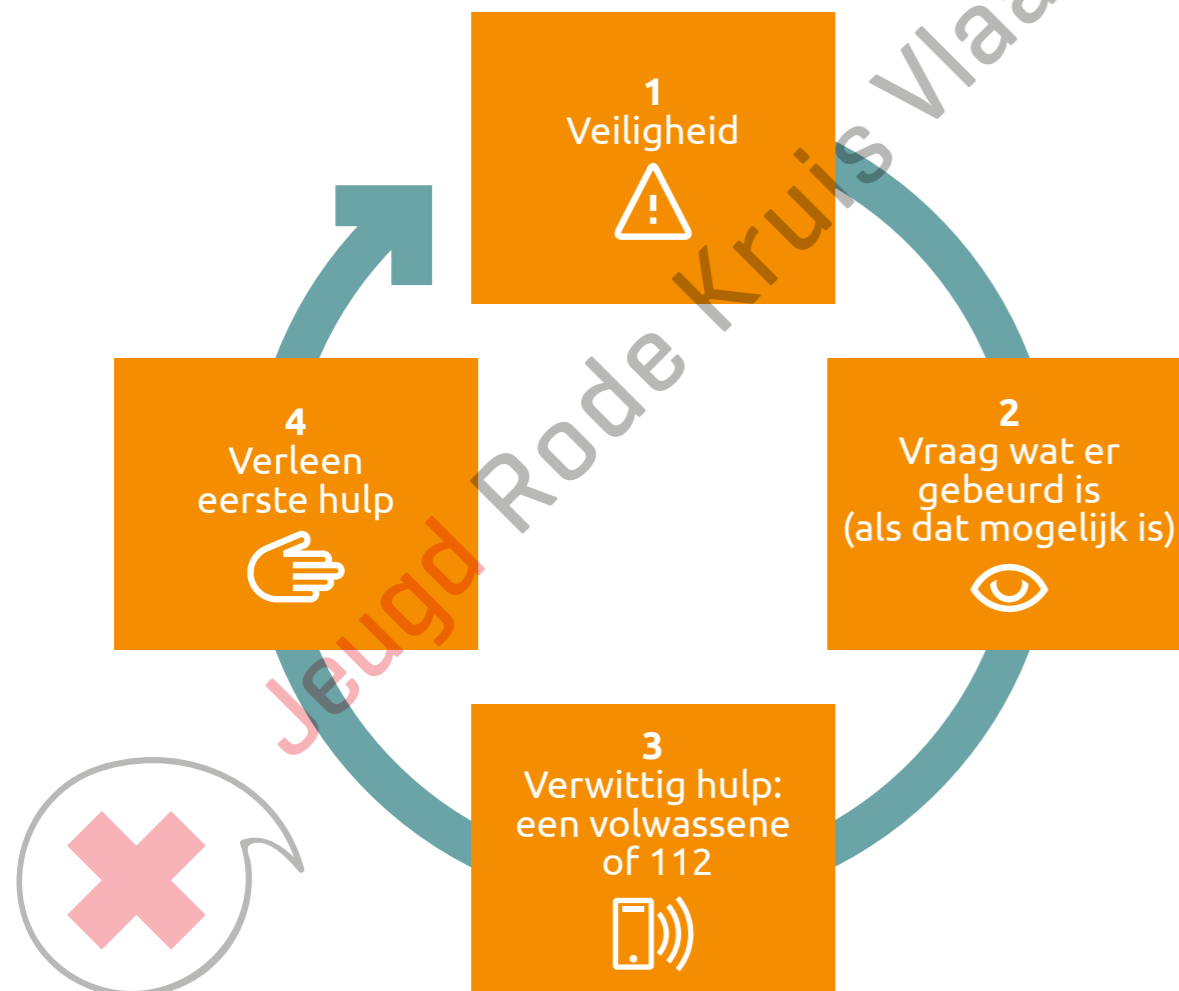 1
Veiligheid
2
Vraag wat er
gebeurd is
(als dat mogelijk is)
3
Verwittig hulp:
een volwassene
of 112
4
Verleen
eerste hulp
Jeugd Rode Kruis Vlaa